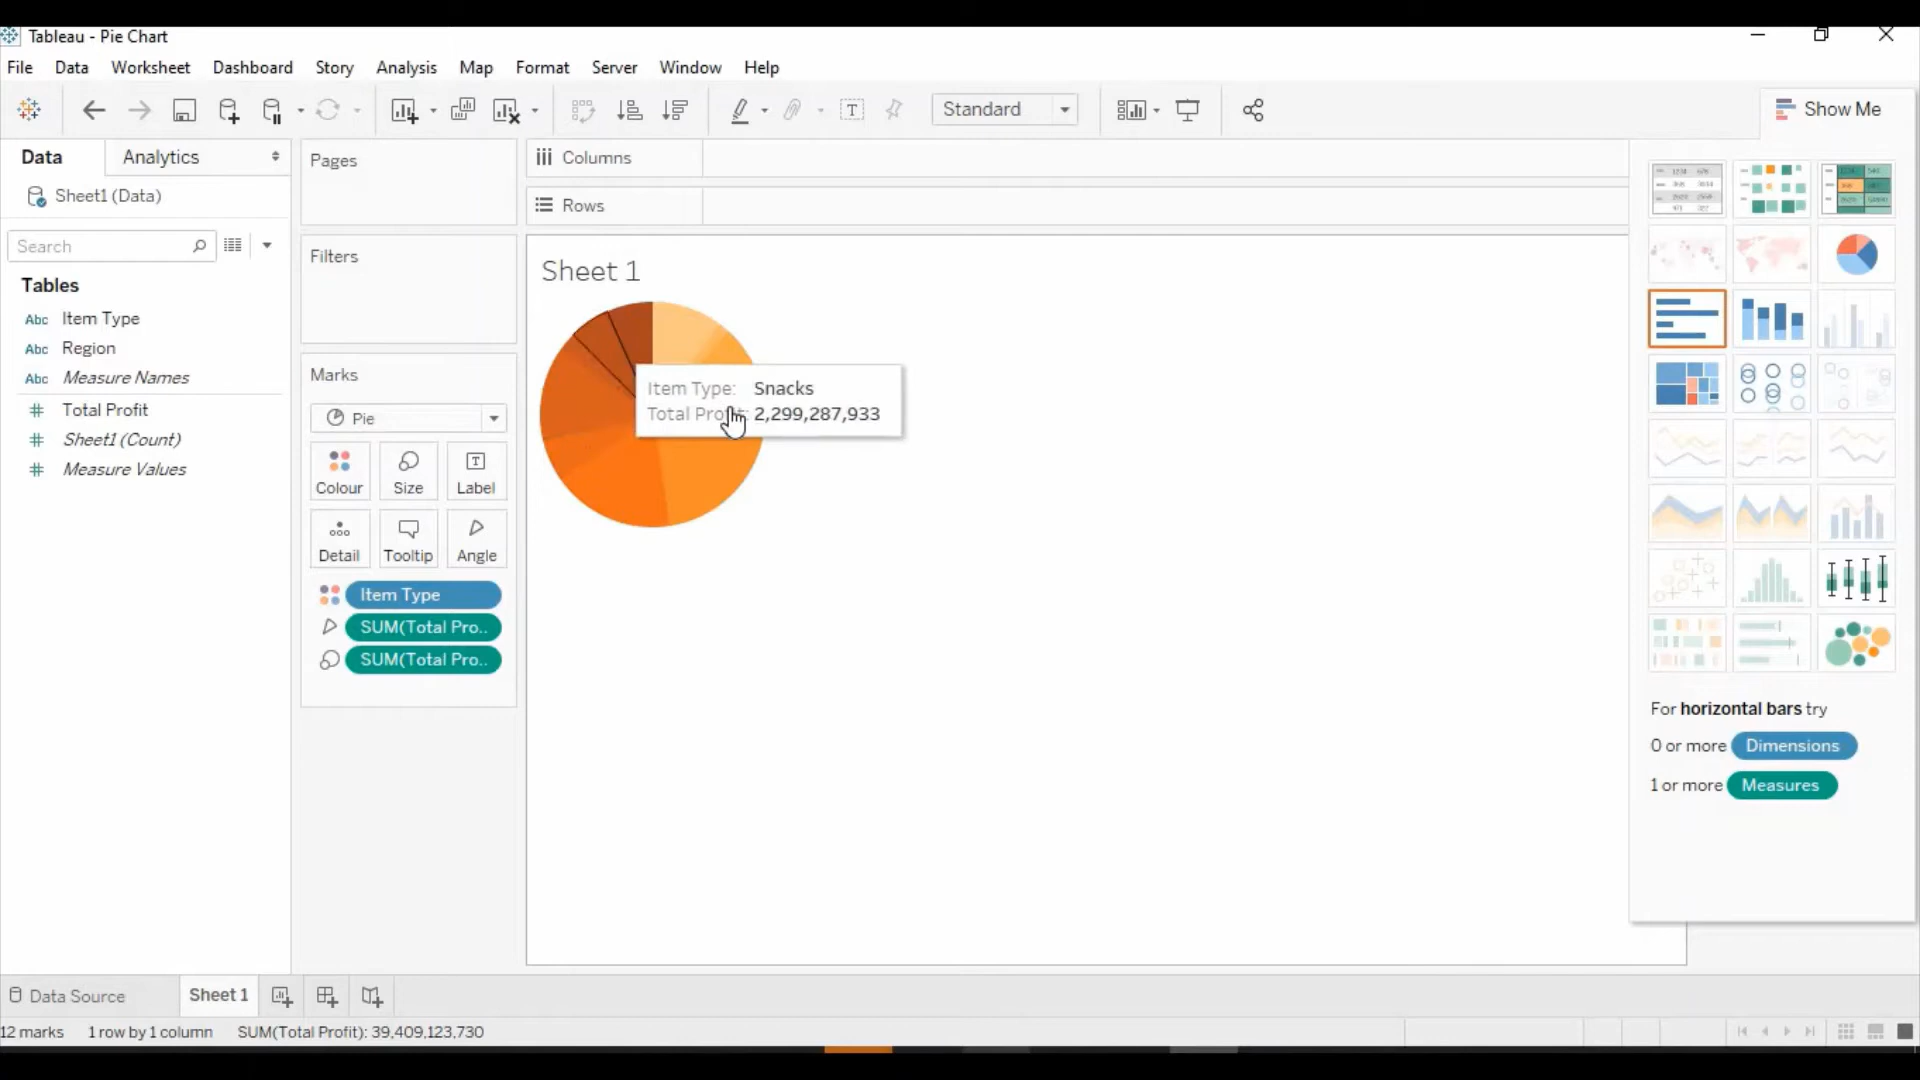 Tableau - Pie Chart
File Data Worksheet Dashboard Story Analysis Map Format Server Window Help
Standard
Show Me
Data
Analytics
Sheet1 (Data)
Search
Tables
Abc Item Type
Abc Region
Abc Measure Names
Total Profit
Sheet1 (Count)
Measure Values
Pages
Filters
Marks
Pie
Colour Size Label
Detail Tooltip Angle
Item Type
SUM(Total Pro..
SUM(Total Pro..
Columns
Rows
Sheet 1
Item Type: Snacks
Total Profit: 2,299,287,933
For horizontal bars try
0 or more Dimensions
1 or more Measures
Data Source
Sheet 1
12 marks 1 row by 1 column SUM(Total Profit): 39,409,123,730